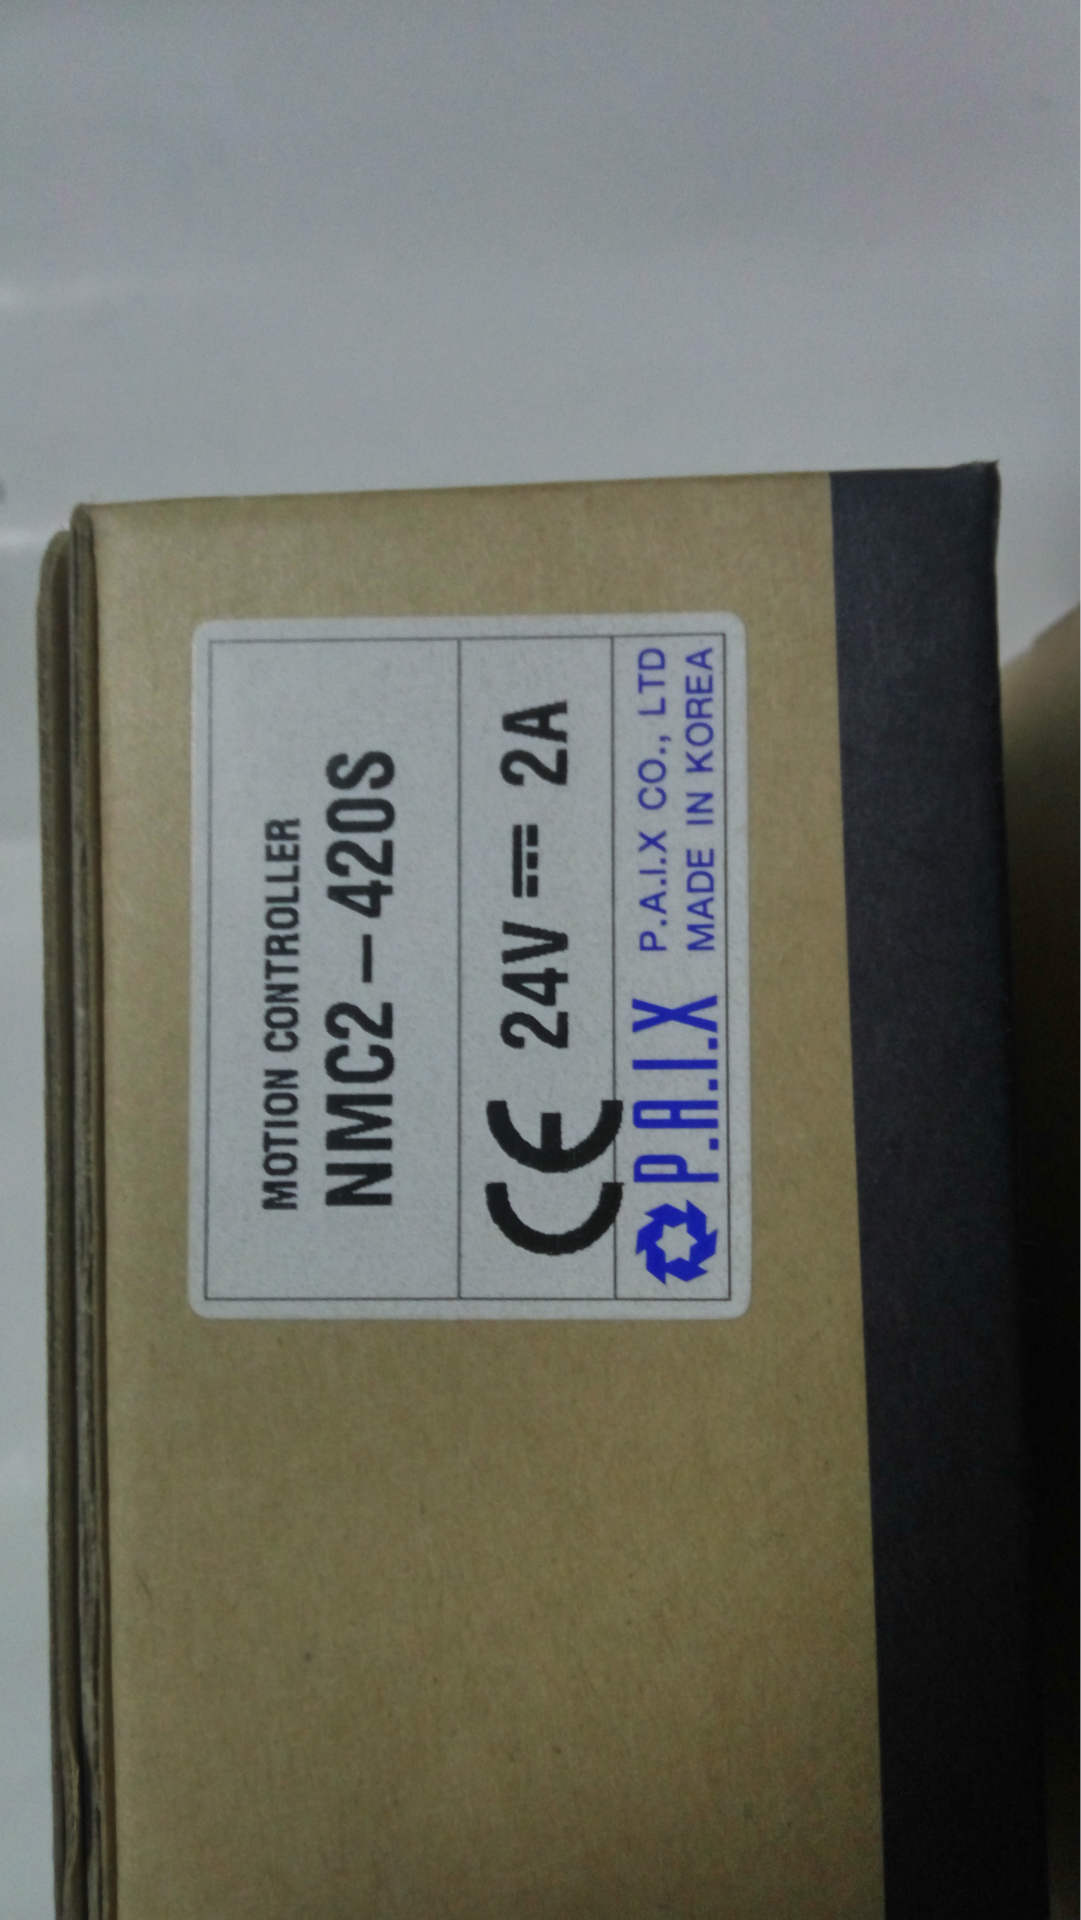 MOTION CONTROLLER
NMC2-420S
CE 24V ⎓ 2A
P.A.I.X P.A.I.X CO., LTD
MADE IN KOREA